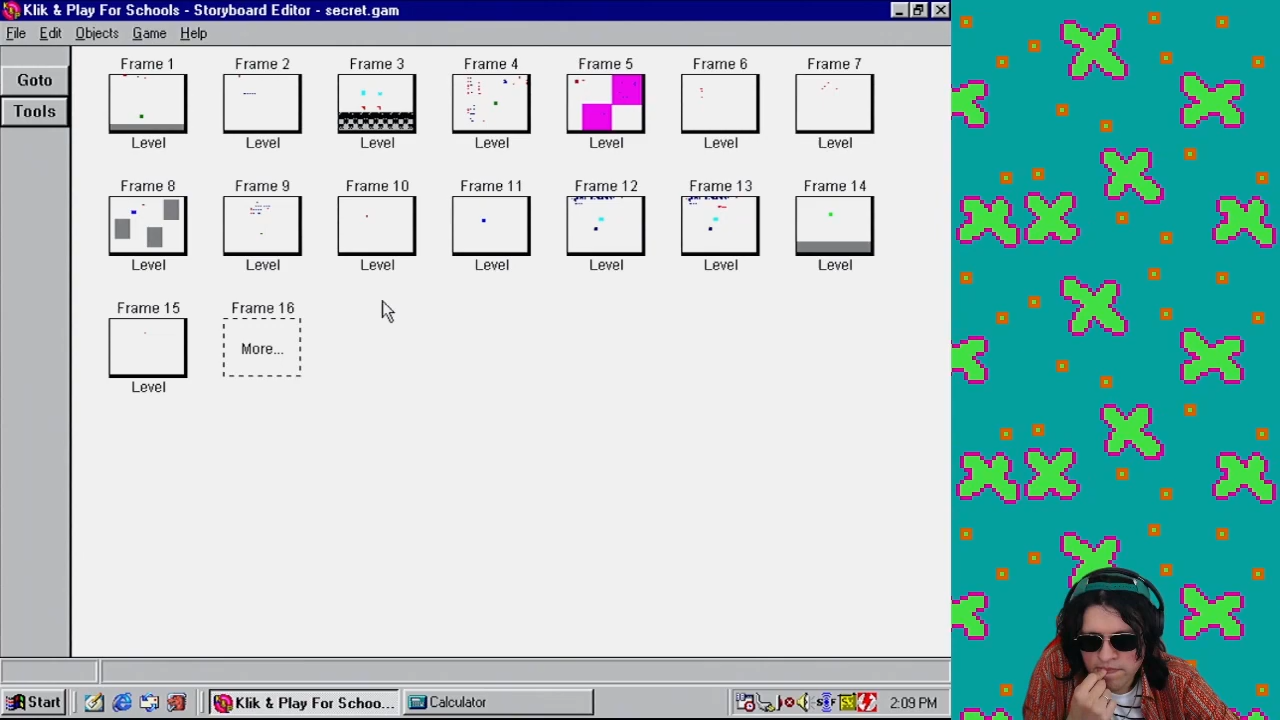 Klik & Play For Schools - Storyboard Editor - secret.gam
File Edit Objects Game Help
Goto
Tools
Frame 1 Frame 2 Frame 3 Frame 4 Frame 5 Frame 6 Frame 7
Level Level Level Level Level Level Level
Frame 8 Frame 9 Frame 10 Frame 11 Frame 12 Frame 13 Frame 14
Level Level Level Level Level Level Level
Frame 15 Frame 16
More...
Level
Start Klik & Play For Schoo... Calculator 2:09 PM